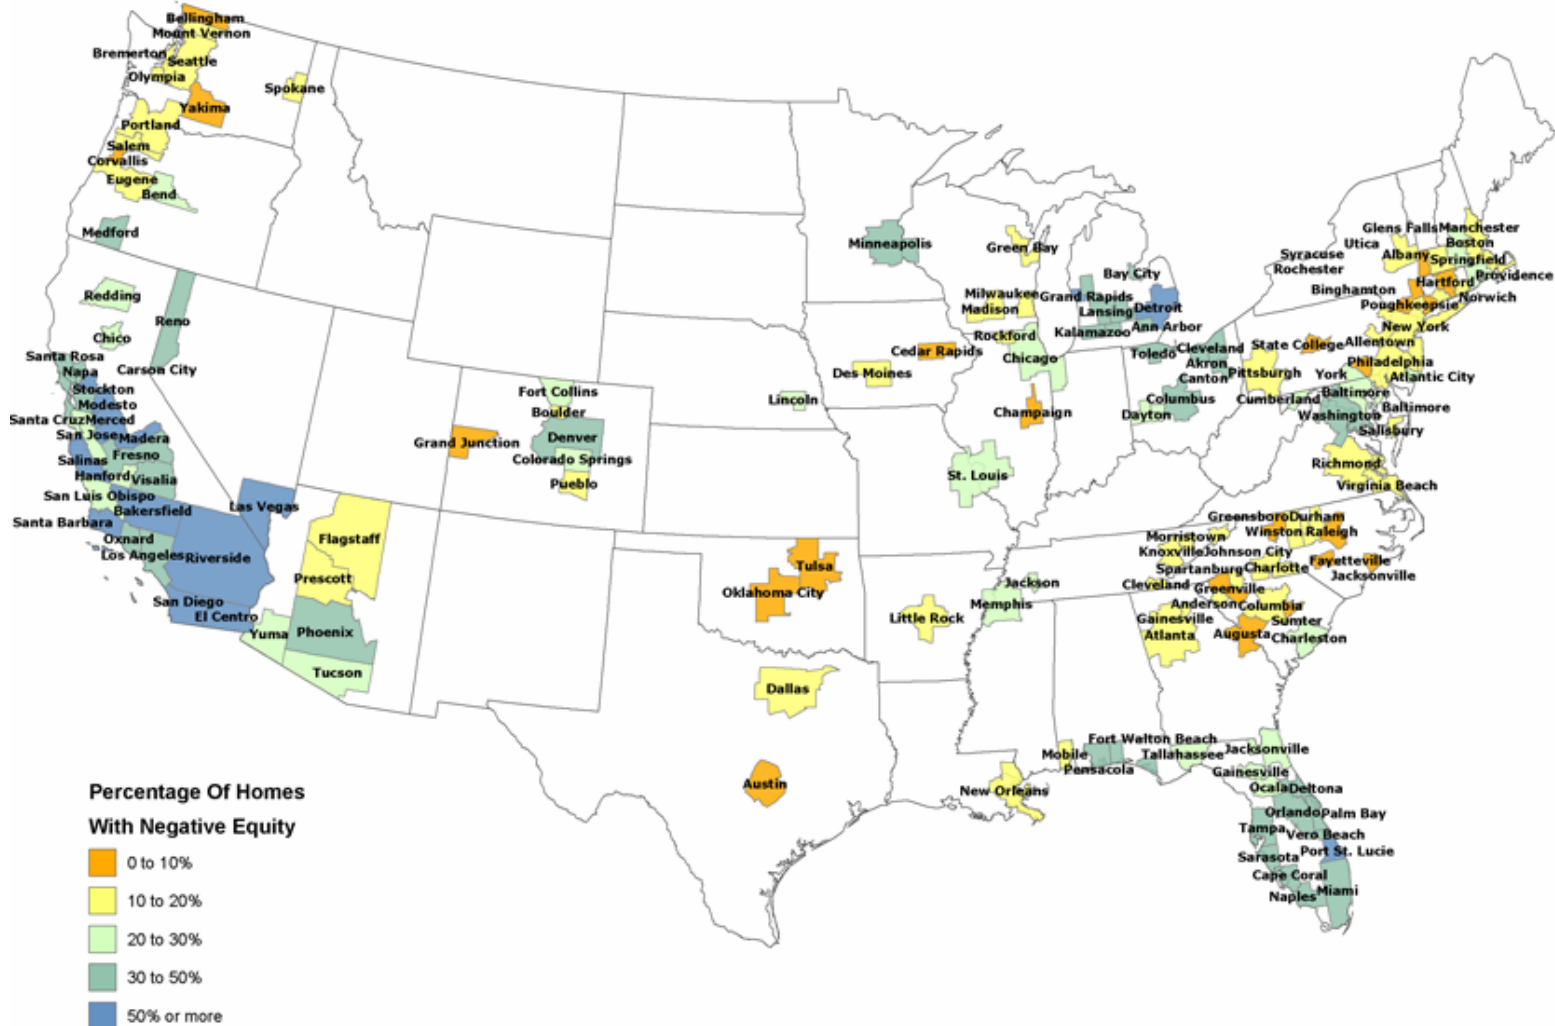 Bellingham
Mount Vernon
Bremerton
Seattle
Olympia
Spokane
Yakima
Portland
Salem
Corvallis
Eugene
Bend
Medford
Redding
Reno
Chico
Santa Rosa
Napa
Carson City
Stockton
Modesto
Santa Cruz
Merced
San Jose
Madera
Salinas
Fresno
Hanford
Visalia
San Luis Obispo
Bakersfield
Las Vegas
Santa Barbara
Oxnard
Los Angeles
Riverside
San Diego
El Centro
Flagstaff
Prescott
Yuma
Phoenix
Tucson
Fort Collins
Boulder
Grand Junction
Denver
Colorado Springs
Pueblo
Lincoln
Minneapolis
Green Bay
Milwaukee
Madison
Rockford
Cedar Rapids
Chicago
Des Moines
Champaign
St. Louis
Bay City
Grand Rapids
Lansing
Detroit
Kalamazoo
Ann Arbor
Toledo
Cleveland
Akron
Canton
Columbus
Dayton
Glens Falls
Manchester
Utica
Boston
Syracuse
Albany
Springfield
Rochester
Providence
Hartford
Binghamton
Norwich
Poughkeepsie
New York
State College
Allentown
Philadelphia
Pittsburgh
York
Atlantic City
Cumberland
Baltimore
Washington
Baltimore
Salisbury
Richmond
Virginia Beach
Greensboro
Durham
Winston
Raleigh
Morristown
Knoxville
Johnson City
Fayetteville
Spartanburg
Charlotte
Jacksonville
Cleveland
Greenville
Anderson
Columbia
Gainesville
Sumter
Atlanta
Augusta
Charleston
Tulsa
Oklahoma City
Jackson
Memphis
Little Rock
Dallas
Austin
New Orleans
Mobile
Fort Walton Beach
Pensacola
Tallahassee
Jacksonville
Gainesville
Ocala
Deltona
Orlando
Palm Bay
Tampa
Vero Beach
Port St. Lucie
Sarasota
Cape Coral
Miami
Naples
Percentage Of Homes
With Negative Equity
0 to 10%
10 to 20%
20 to 30%
30 to 50%
50% or more